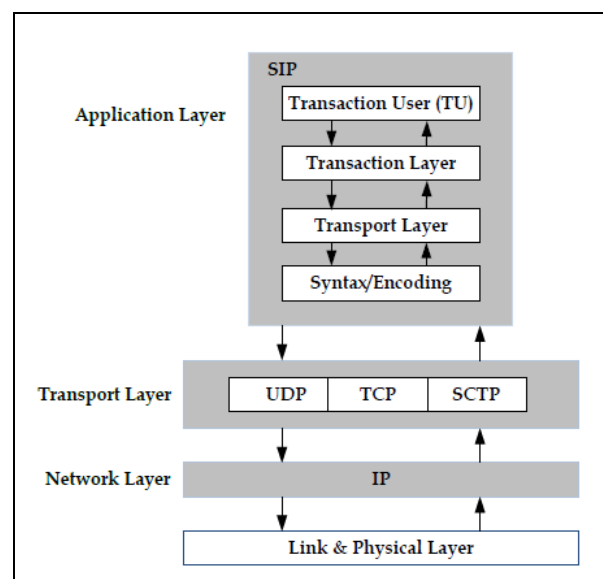 SIP
Transaction User (TU)
Application Layer
Transaction Layer
Transport Layer
Syntax/Encoding
Transport Layer
UDP
TCP
SCTP
Network Layer
IP
Link & Physical Layer